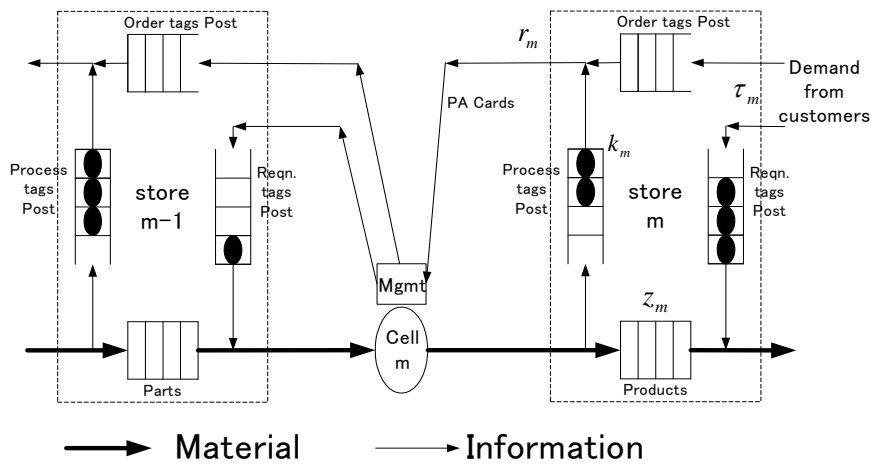 Order tags Post
Order tags Post
r_m
Demand
from
customers
τ_m
PA Cards
Process
tags
Post
store
m-1
Reqn.
tags
Post
Process
tags
Post
k_m
store
m
Reqn.
tags
Post
Mgmt
Cell
m
z_m
Parts
Products
Material
Information